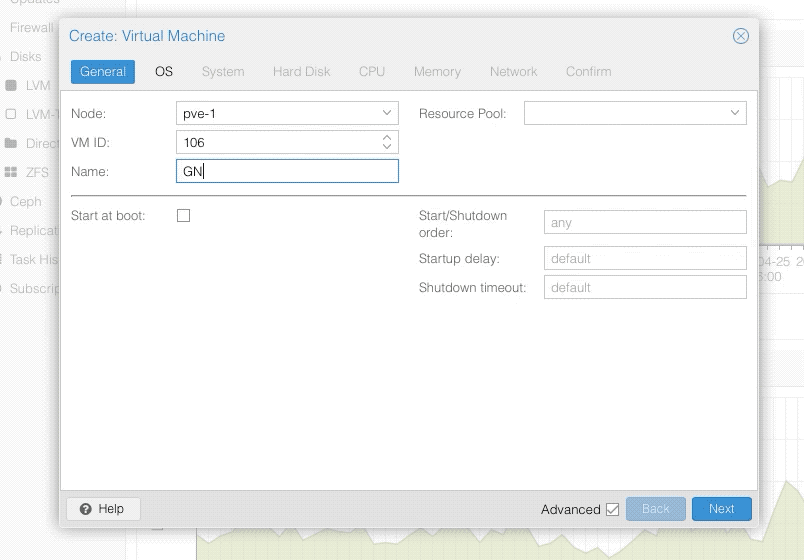 Create: Virtual Machine
General OS System Hard Disk CPU Memory Network Confirm
Node: pve-1 Resource Pool:
VM ID: 106
Name: GN
Start at boot: Start/Shutdown order: any
Startup delay: default
Shutdown timeout: default
Help Advanced Back Next
Updates
Firewall
Disks
LVM
LVM-T
Direct
ZFS
Ceph
Replicat
Task His
Subscrip
04-25 2
5:00